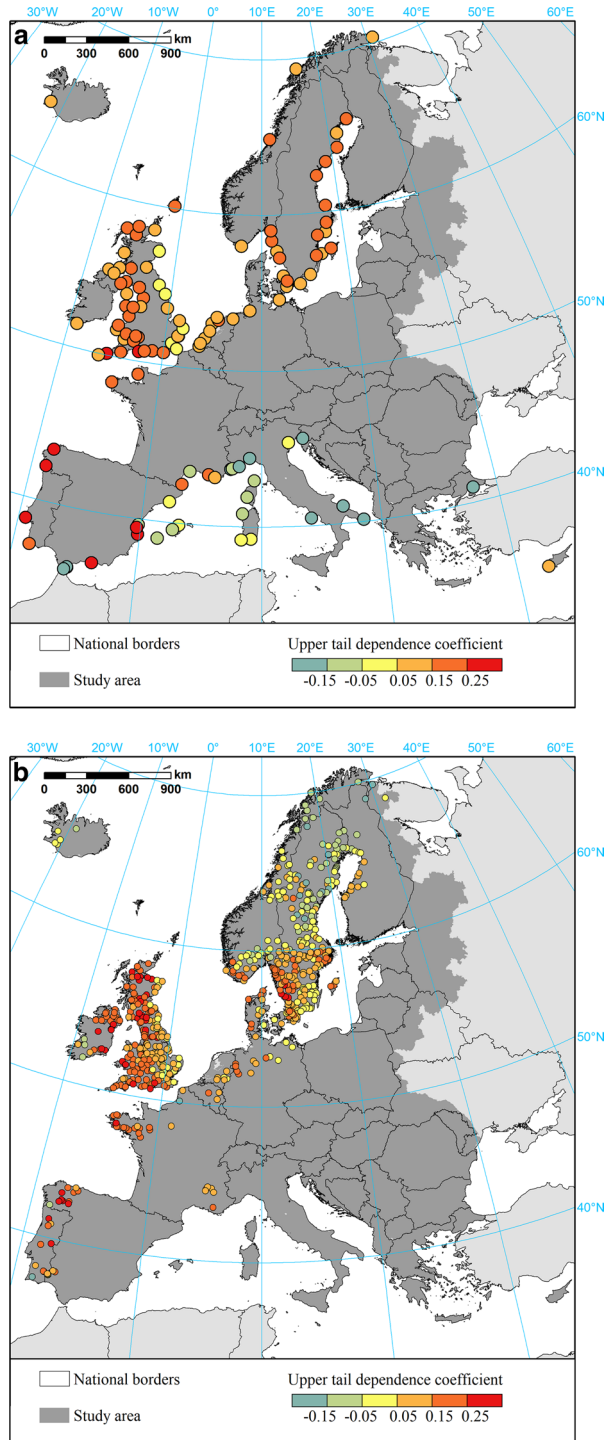 a
0 300 600 900 km
30°W 20°W 10°W 0° 10°E 20°E 30°E 40°E 50°E 60°E
60°N
50°N
40°N
National borders
Study area
Upper tail dependence coefficient
-0.15 -0.05 0.05 0.15 0.25
b
0 300 600 900 km
30°W 20°W 10°W 0° 10°E 20°E 30°E 40°E 50°E 60°E
60°N
50°N
40°N
National borders
Study area
Upper tail dependence coefficient
-0.15 -0.05 0.05 0.15 0.25